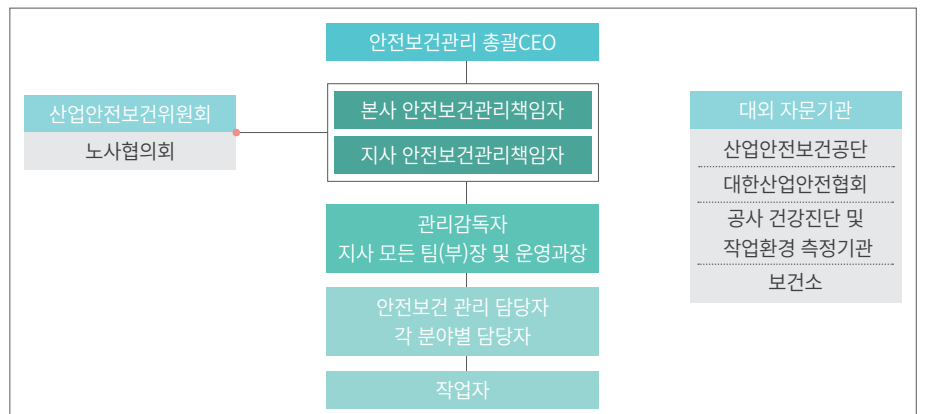 안전보건관리 총괄CEO
산업안전보건위원회
노사협의회
본사 안전보건관리책임자
지사 안전보건관리책임자
관리감독자
지사 모든 팀(부)장 및 운영과장
안전보건 관리 담당자
각 분야별 담당자
작업자
대외 자문기관
산업안전보건공단
대한산업안전협회
공사 건강진단 및
작업환경 측정기관
보건소